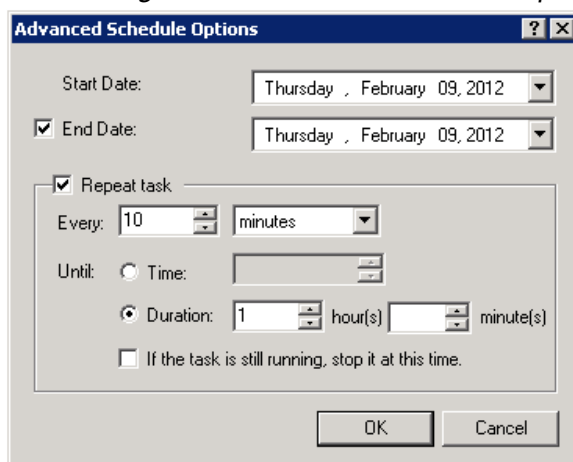 Advanced Schedule Options
Start Date: Thursday , February 09, 2012
End Date: Thursday , February 09, 2012
Repeat task
Every: 10 minutes
Until: Time:
Duration: 1 hour(s) minute(s)
If the task is still running, stop it at this time.
OK Cancel